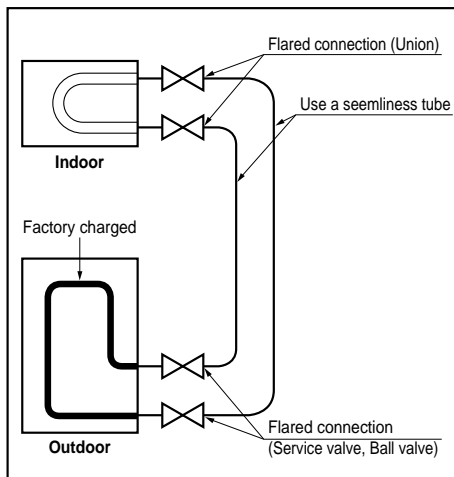 Flared connection (Union)
Use a seemliness tube
Indoor
Factory charged
Flared connection
(Service valve, Ball valve)
Outdoor